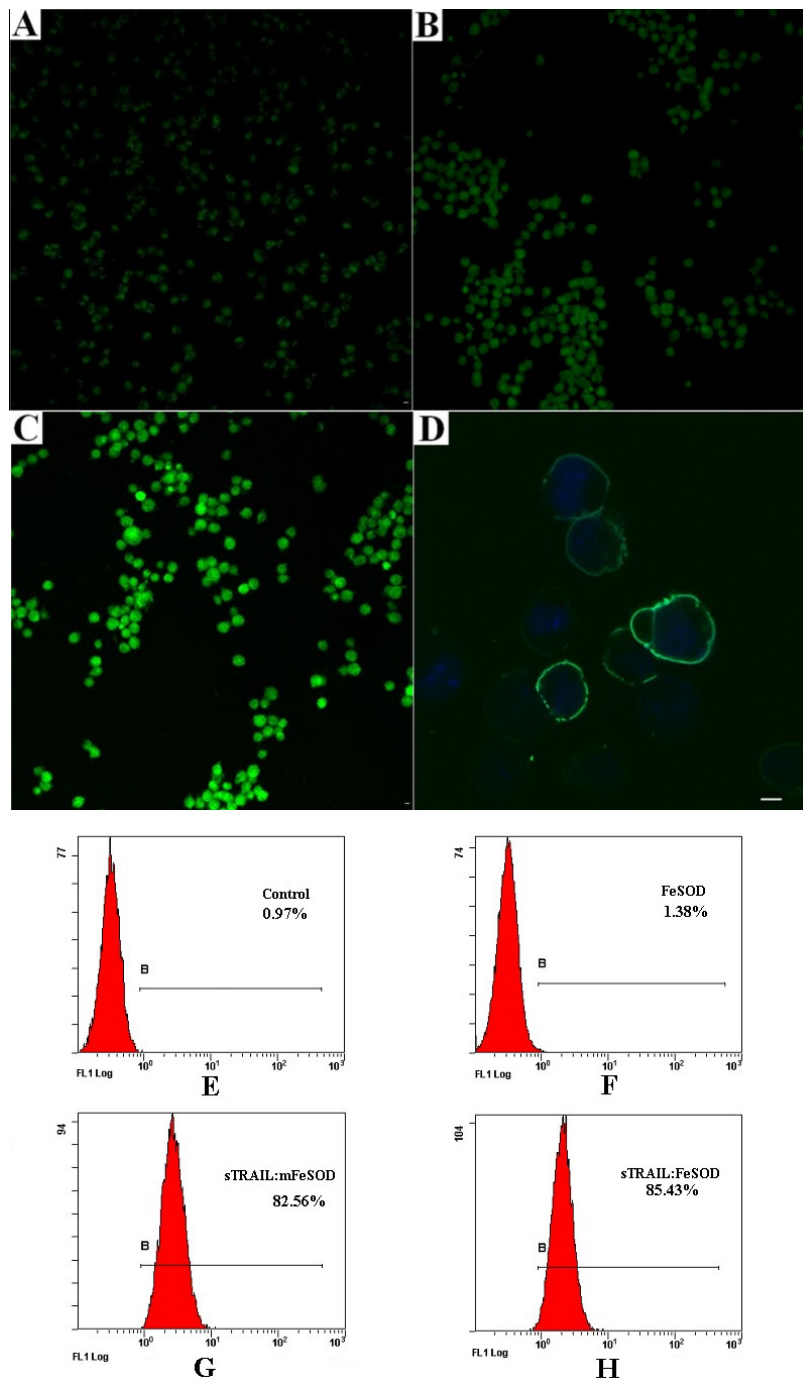 A
B
C
D
77
Control
0.97%
B
10⁰ 10¹ 10² 10³
FL1 Log
E
74
FeSOD
1.38%
B
10⁰ 10¹ 10² 10³
FL1 Log
F
94
sTRAIL:mFeSOD
82.56%
B
10⁰ 10¹ 10² 10³
FL1 Log
G
104
sTRAIL:FeSOD
85.43%
B
10⁰ 10¹ 10² 10³
FL1 Log
H